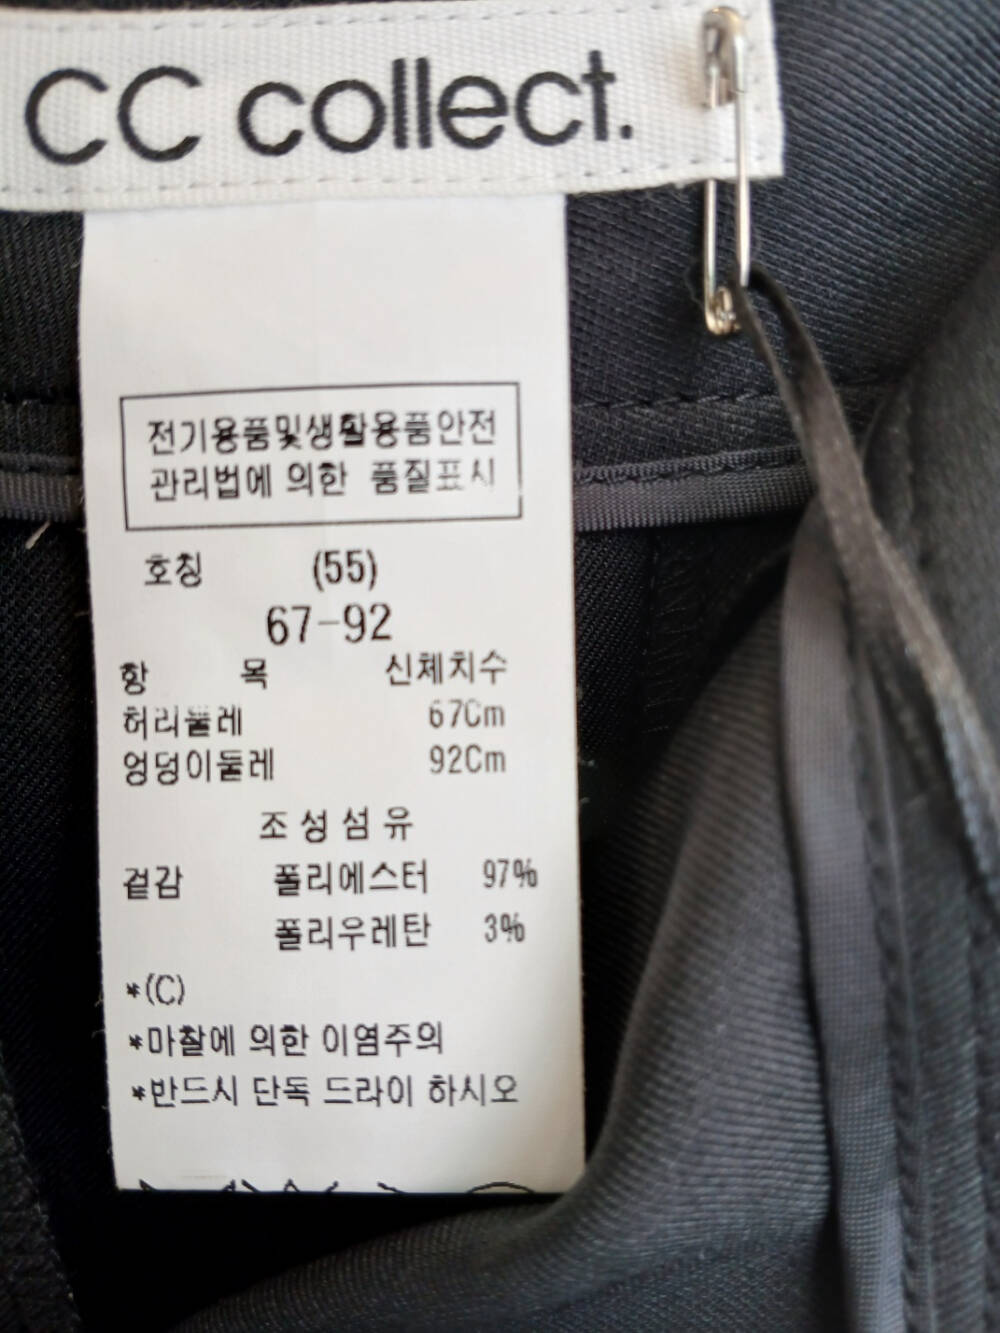 CC collect.
전기용품및생활용품안전
관리법에 의한 품질표시
호칭 (55)
67-92
항 목 신체치수
허리둘레 67Cm
엉덩이둘레 92Cm
조성섬유
겉감 폴리에스터 97%
폴리우레탄 3%
*(C)
*마찰에 의한 이염주의
*반드시 단독 드라이 하시오